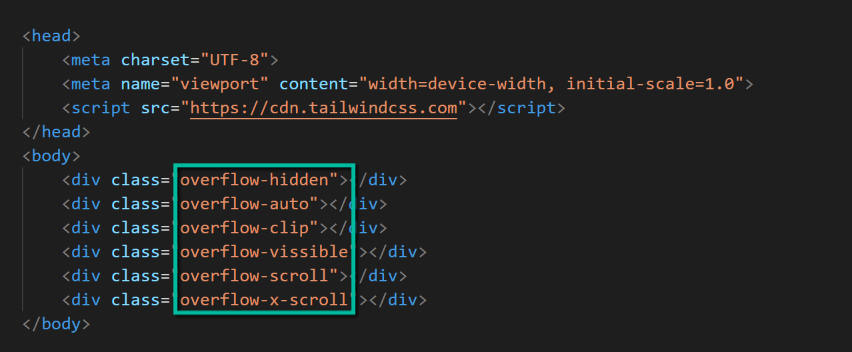 <head>
<meta charset="UTF-8">
<meta name="viewport" content="width=device-width, initial-scale=1.0">
<script src="https://cdn.tailwindcss.com"></script>
</head>
<body>
<div class="overflow-hidden"></div>
<div class="overflow-auto"></div>
<div class="overflow-clip"></div>
<div class="overflow-vissible"></div>
<div class="overflow-scroll"></div>
<div class="overflow-x-scroll"></div>
</body>